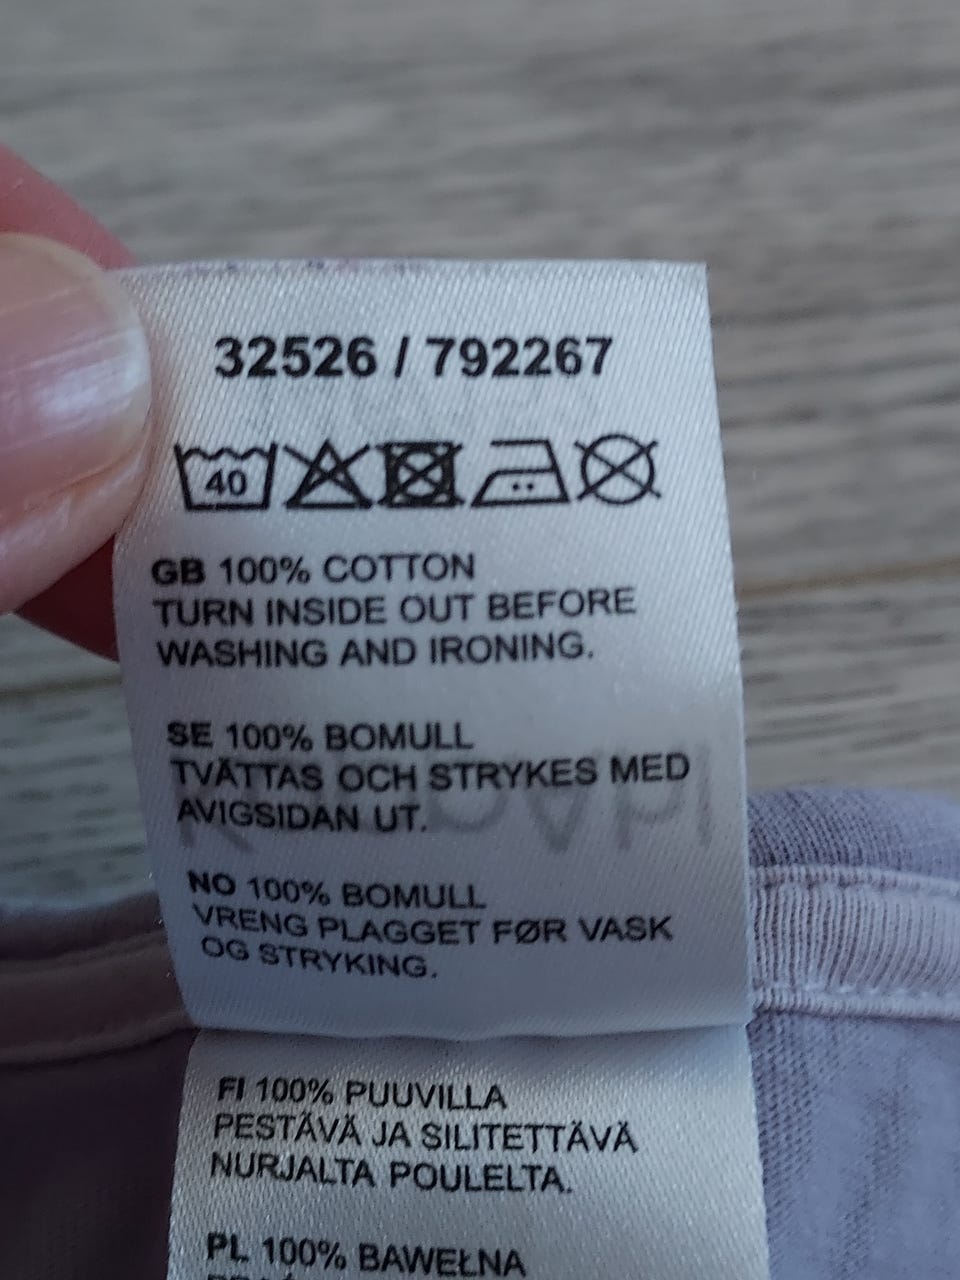 32526 / 792267
40
GB 100% COTTON
TURN INSIDE OUT BEFORE
WASHING AND IRONING.
SE 100% BOMULL
TVÄTTAS OCH STRYKES MED
AVIGSIDAN UT.
NO 100% BOMULL
VRENG PLAGGET FØR VASK
OG STRYKING.
FI 100% PUUVILLA
PESTÄVÄ JA SILITETTÄVÄ
NURJALTA POULELTA.
PL 100% BAWEŁNA